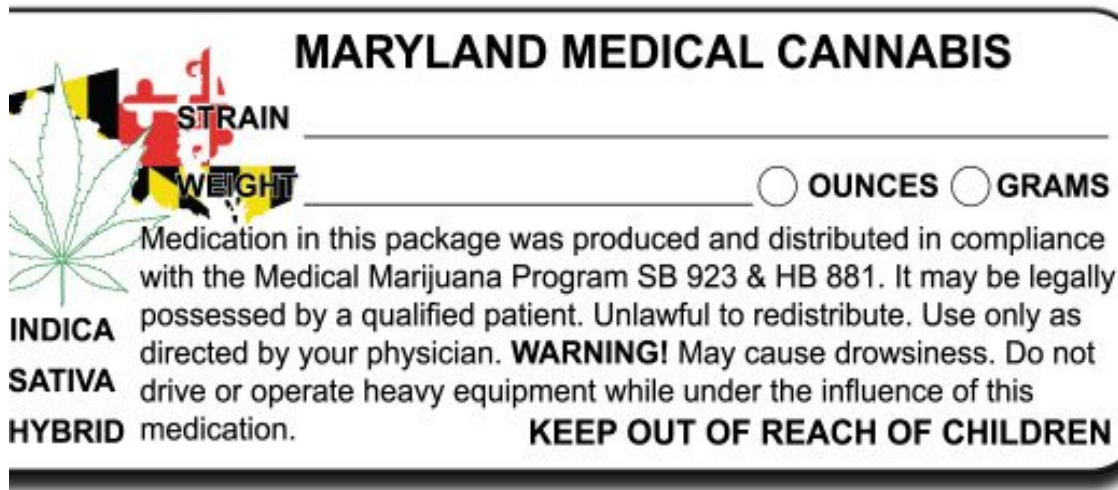 MARYLAND MEDICAL CANNABIS
STRAIN
WEIGHT OUNCES GRAMS
Medication in this package was produced and distributed in compliance
with the Medical Marijuana Program SB 923 & HB 881. It may be legally
possessed by a qualified patient. Unlawful to redistribute. Use only as
directed by your physician. WARNING! May cause drowsiness. Do not
drive or operate heavy equipment while under the influence of this
medication.
KEEP OUT OF REACH OF CHILDREN
INDICA
SATIVA
HYBRID